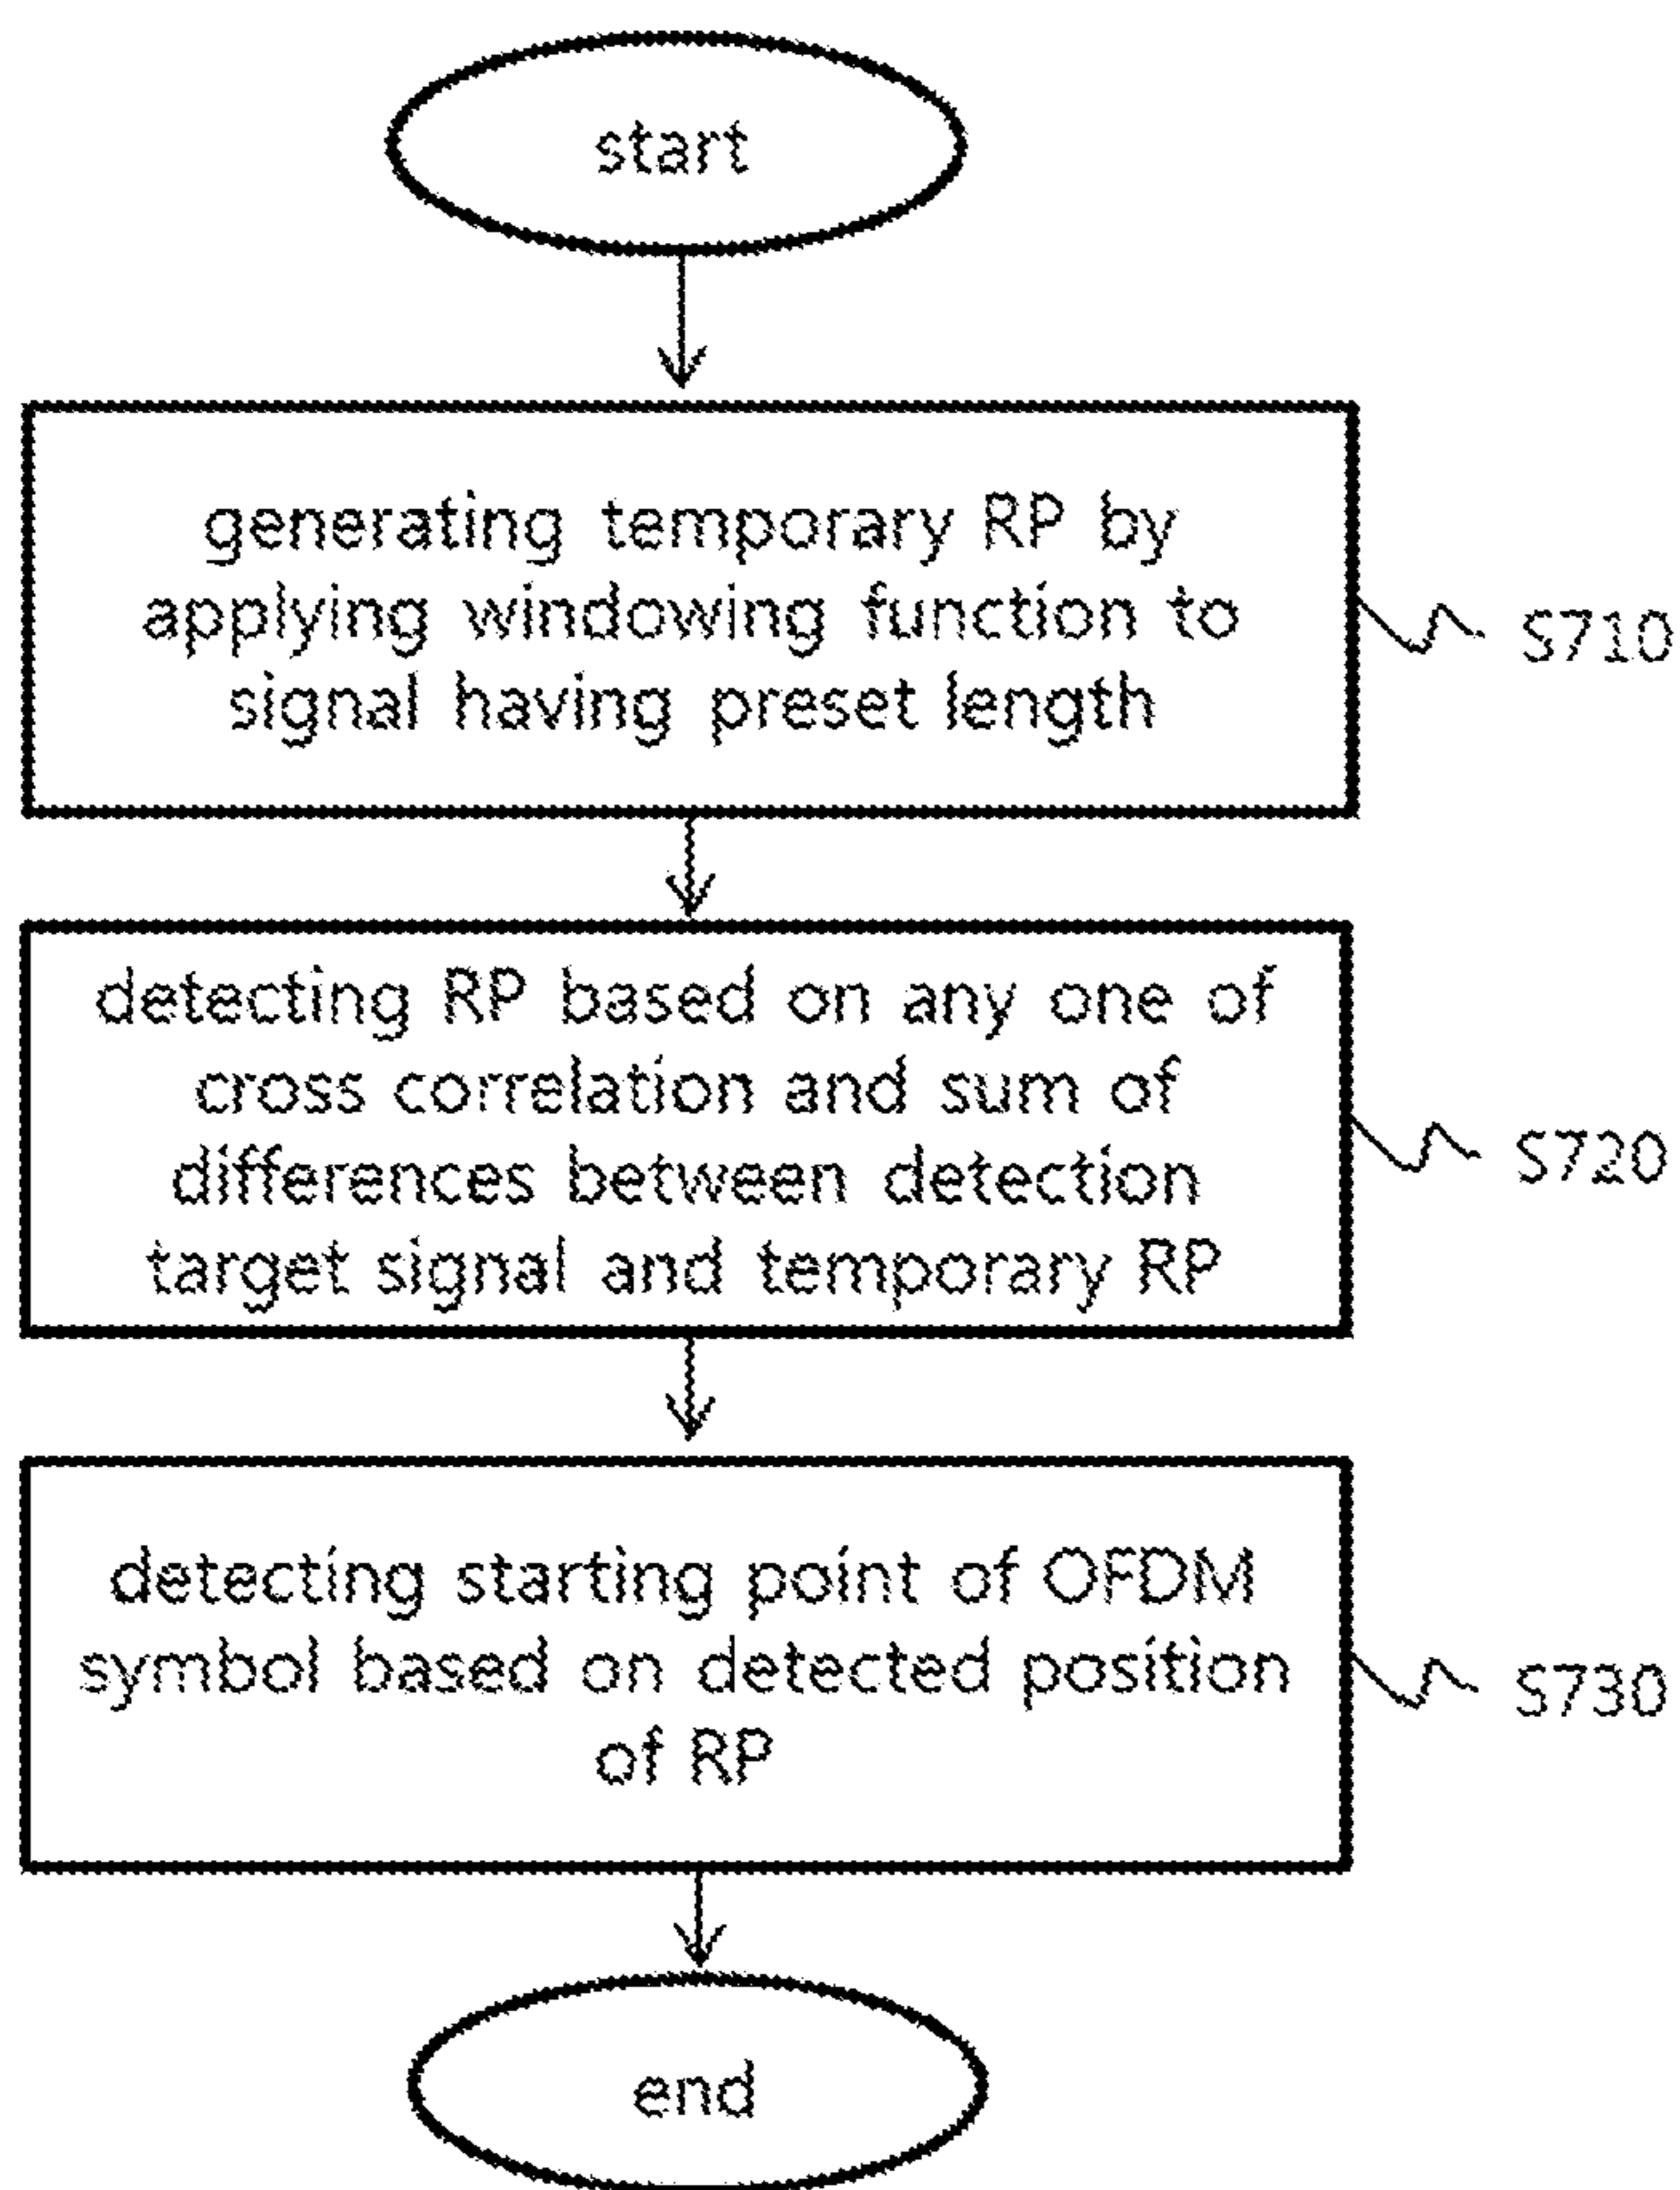 start
generating temporary RP by
applying windowing function to
signal having preset length
S710
detecting RP based on any one of
cross correlation and sum of
differences between detection
target signal and temporary RP
S720
detecting starting point of OFDM
symbol based on detected position
of RP
S730
end